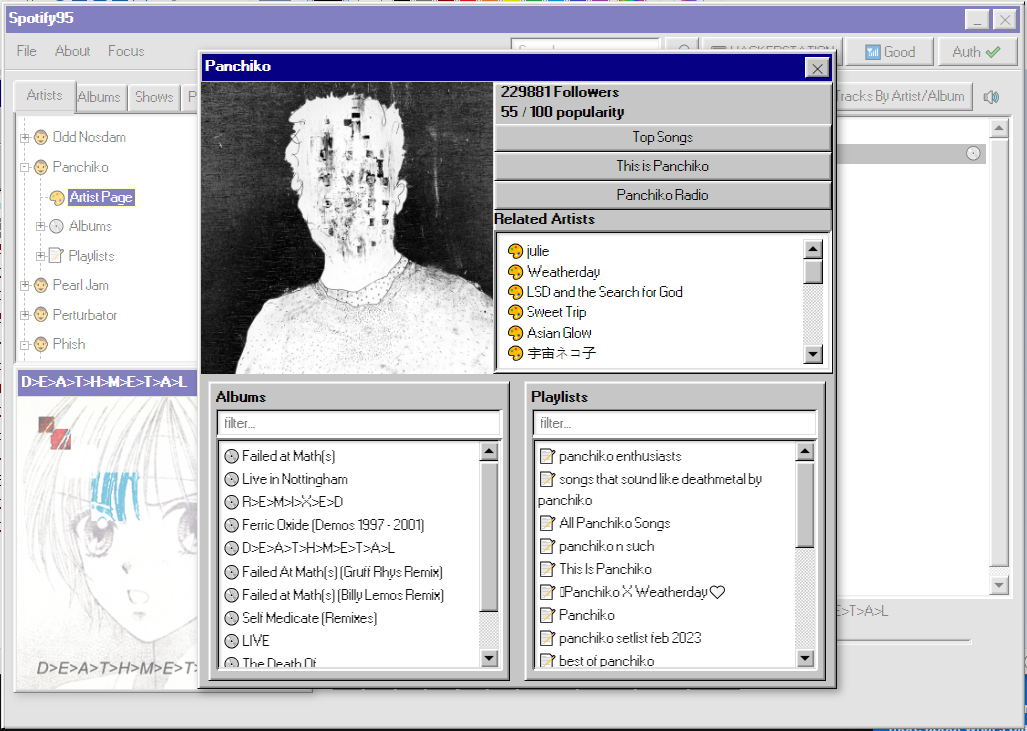 Spotify95
File About Focus
HACKERSTATION
Good
Auth
Artists
Albums
Shows
Tracks By Artist/Album
Odd Nosdam
Panchiko
Artist Page
Albums
Playlists
Pearl Jam
Perturbator
Phish
D>E>A>T>H>M>E>T>A>L
D>E>A>T>H>M>E>T>
E>T>A>L
Panchiko
229881 Followers
55 / 100 popularity
Top Songs
This is Panchiko
Panchiko Radio
Related Artists
julie
Weatherday
LSD and the Search for God
Sweet Trip
Asian Glow
宇宙ネコ子
Albums
filter...
Failed at Math(s)
Live in Nottingham
R>E>M>I>X>E>D
Ferric Oxide (Demos 1997 - 2001)
D>E>A>T>H>M>E>T>A>L
Failed At Math(s) (Gruff Rhys Remix)
Failed at Math(s) (Billy Lemos Remix)
Self Medicate (Remixes)
LIVE
The Death Of
Playlists
filter...
panchiko enthusiasts
songs that sound like deathmetal by
panchiko
All Panchiko Songs
panchiko n such
This Is Panchiko
Panchiko X Weatherday♡
Panchiko
panchiko setlist feb 2023
best of panchiko